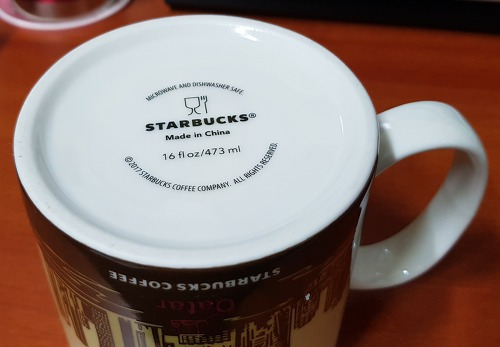 MICROWAVE AND DISHWASHER SAFE
STARBUCKS®
Made in China
16 fl oz/473 ml
© 2017 STARBUCKS COFFEE COMPANY. ALL RIGHTS RESERVED.
STARBUCKS COFFEE
قطر
Qatar